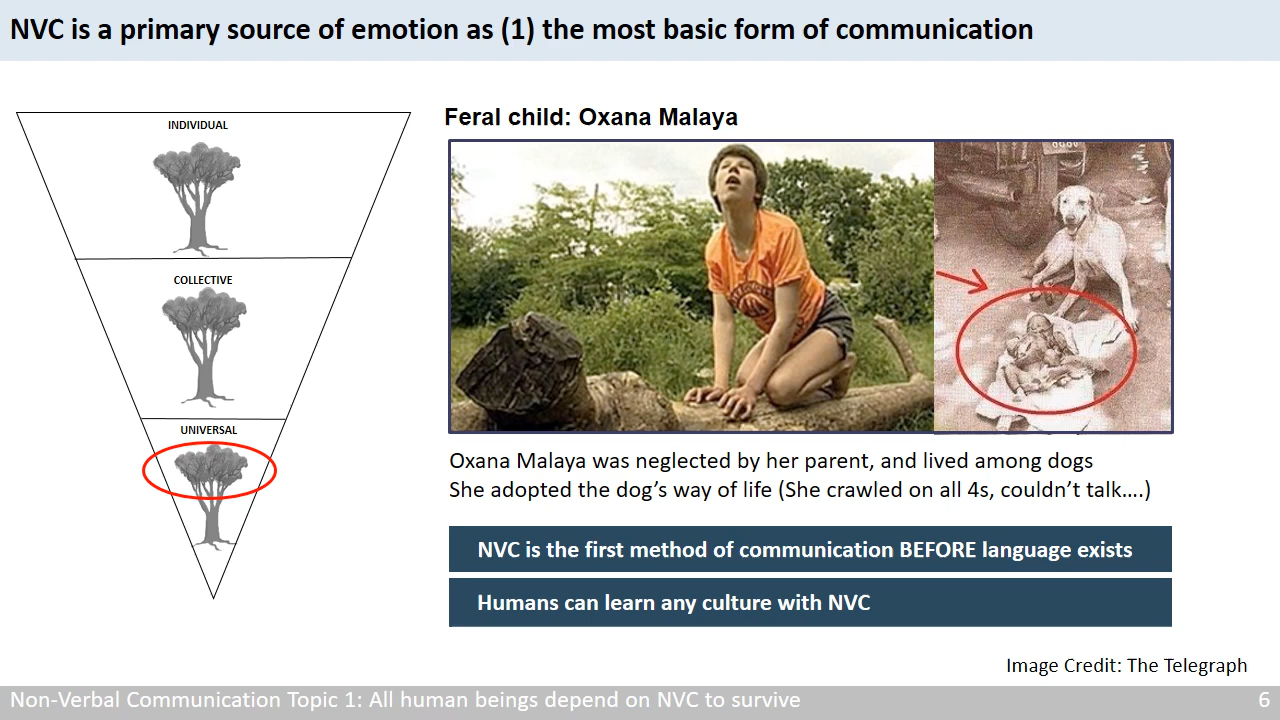 NVC is a primary source of emotion as (1) the most basic form of communication
INDIVIDUAL
COLLECTIVE
UNIVERSAL
Feral child: Oxana Malaya
Oxana Malaya was neglected by her parent, and lived among dogs
She adopted the dog’s way of life (She crawled on all 4s, couldn’t talk….)
NVC is the first method of communication BEFORE language exists
Humans can learn any culture with NVC
Image Credit: The Telegraph
Non-Verbal Communication Topic 1: All human beings depend on NVC to survive
6